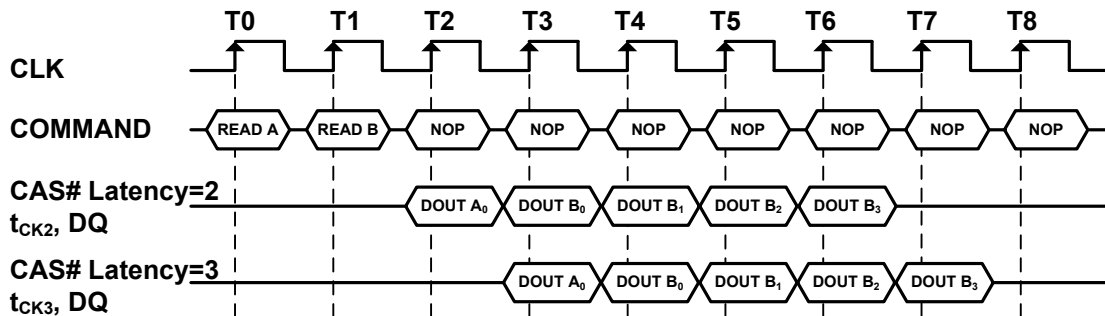 T0 T1 T2 T3 T4 T5 T6 T7 T8
CLK
COMMAND READ A READ B NOP NOP NOP NOP NOP NOP NOP
CAS# Latency=2
tCK2, DQ DOUT A0 DOUT B0 DOUT B1 DOUT B2 DOUT B3
CAS# Latency=3
tCK3, DQ DOUT A0 DOUT B0 DOUT B1 DOUT B2 DOUT B3